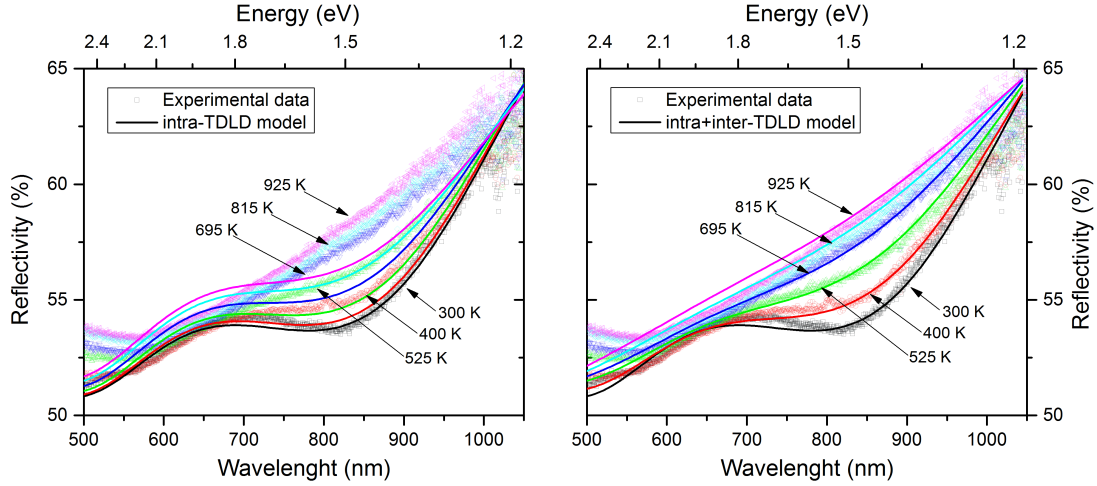 Energy (eV)
2.4 2.1 1.8 1.5 1.2
65
60
55
50
Reflectivity (%)
Experimental data
intra-TDLD model
925 K
815 K
695 K
300 K
400 K
525 K
500 600 700 800 900 1000
Wavelenght (nm)
Energy (eV)
2.4 2.1 1.8 1.5 1.2
65
60
55
50
Reflectivity (%)
Experimental data
intra+inter-TDLD model
925 K
815 K
695 K
300 K
400 K
525 K
500 600 700 800 900 1000
Wavelenght (nm)